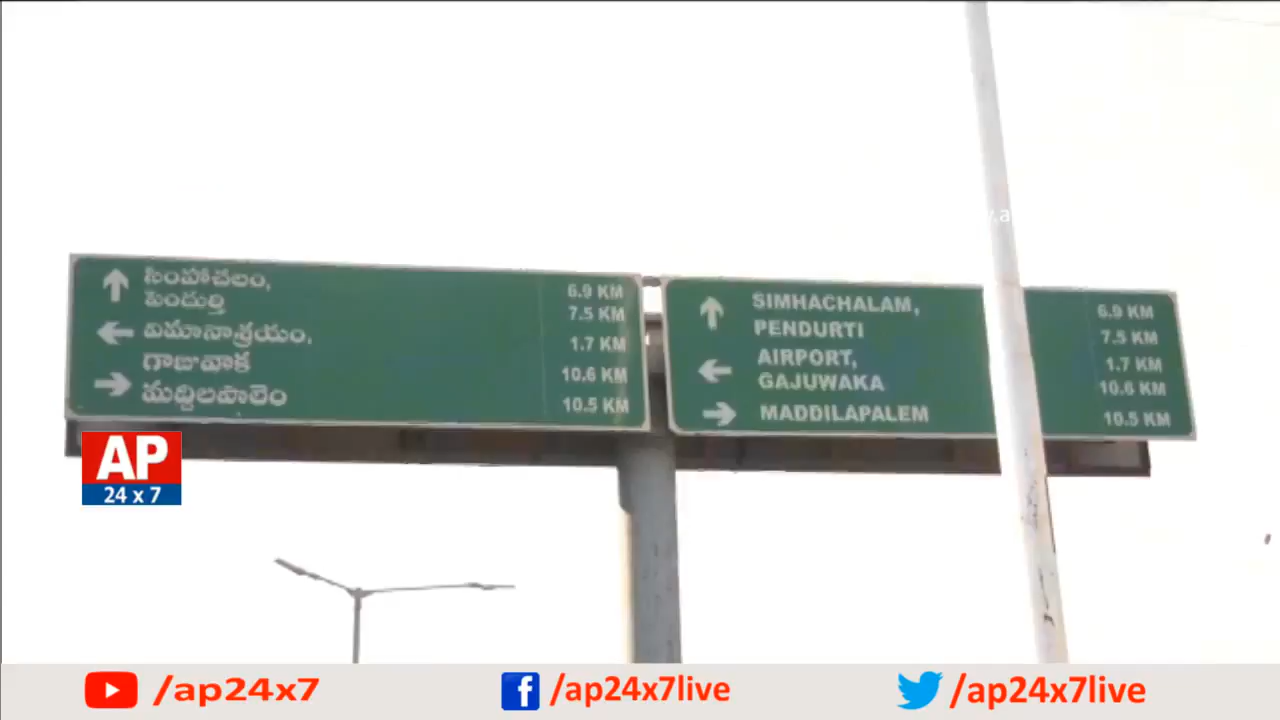 సింహాచలం, 6.9 KM
పెందుర్తి 7.5 KM
విమానాశ్రయం, 1.7 KM
గాజువాక 10.6 KM
మద్దిలపాలెం 10.5 KM
SIMHACHALAM, 6.9 KM
PENDURTI 7.5 KM
AIRPORT, 1.7 KM
GAJUWAKA 10.6 KM
MADDILAPALEM 10.5 KM
AP
24 x 7
/ap24x7
/ap24x7live
/ap24x7live